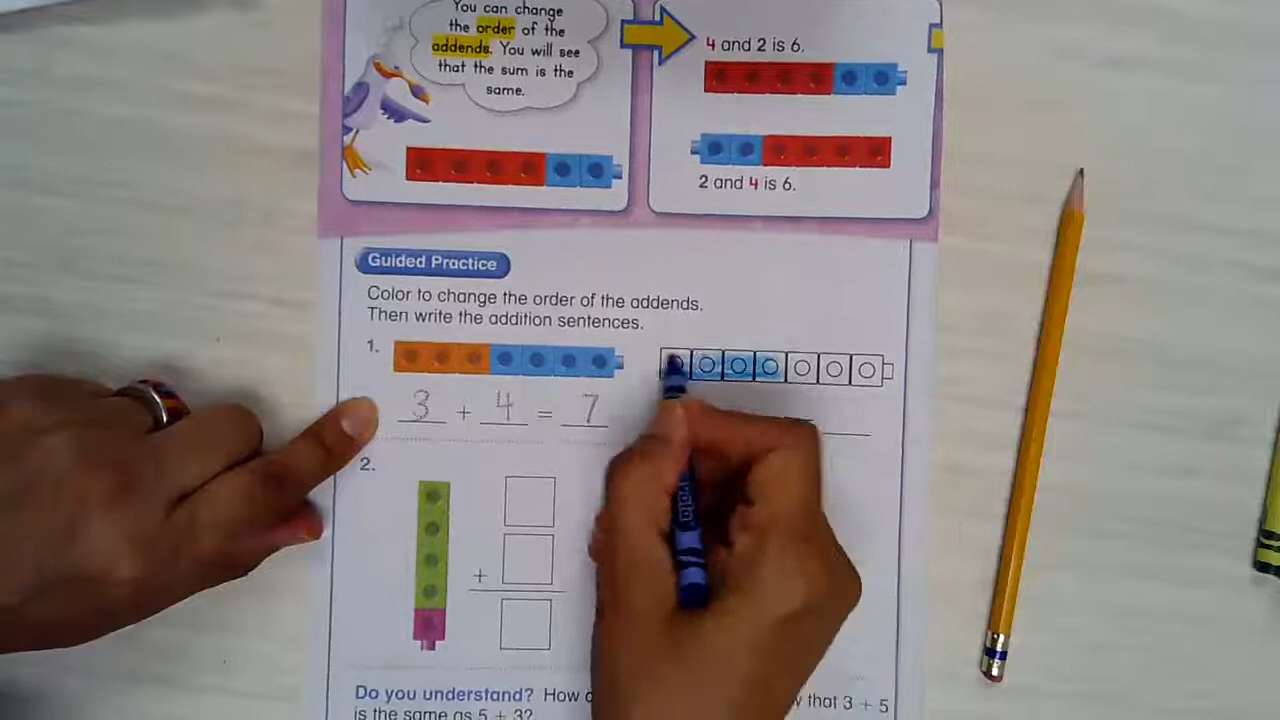 You can change
the order of the
addends. You will see
that the sum is the
same.
4 and 2 is 6.
2 and 4 is 6.
Guided Practice
Color to change the order of the addends.
Then write the addition sentences.
1.
3 + 4 = 7
2.
+
Do you understand? How
that 3 + 5
is the same as 5 + 3?